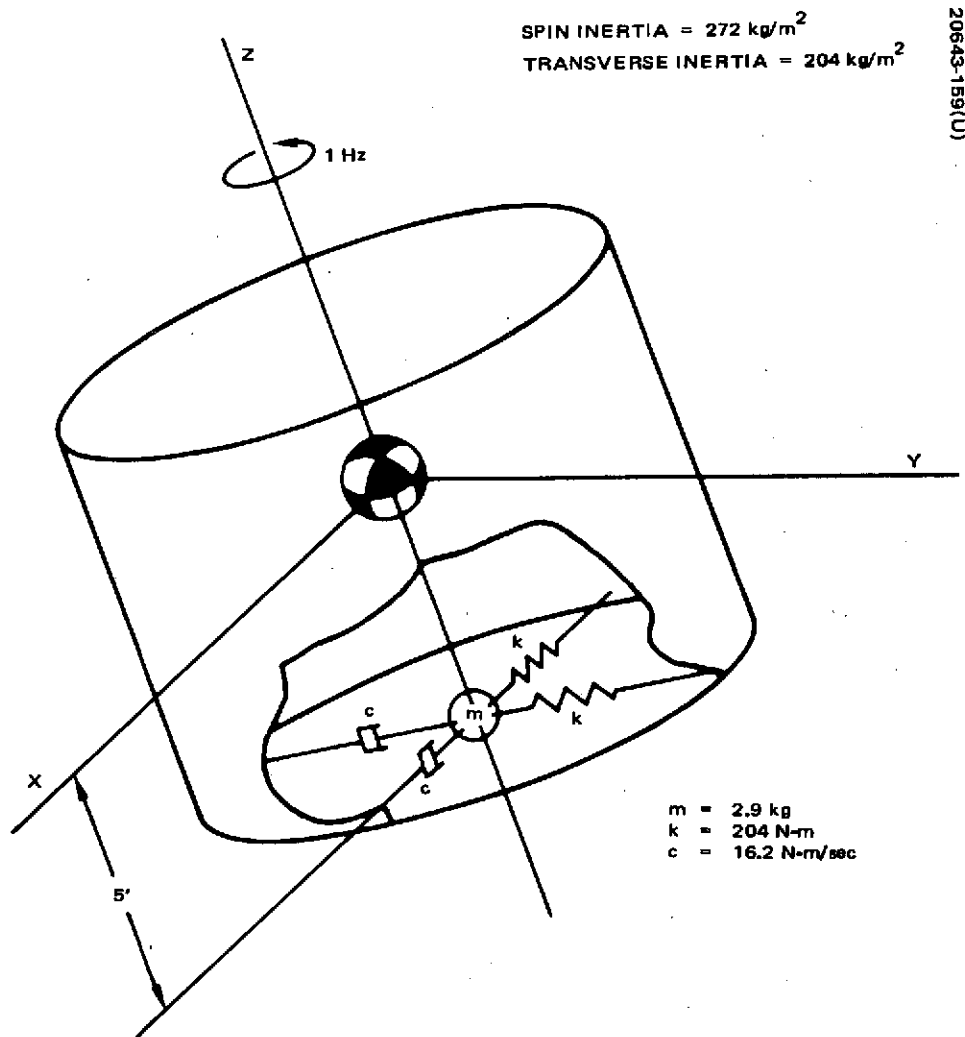 SPIN INERTIA = 272 kg/m²
TRANSVERSE INERTIA = 204 kg/m²
20643-159(U)
Z
1 Hz
Y
k
k
m
c
c
X
5'
m = 2.9 kg
k = 204 N-m
c = 16.2 N-m/sec